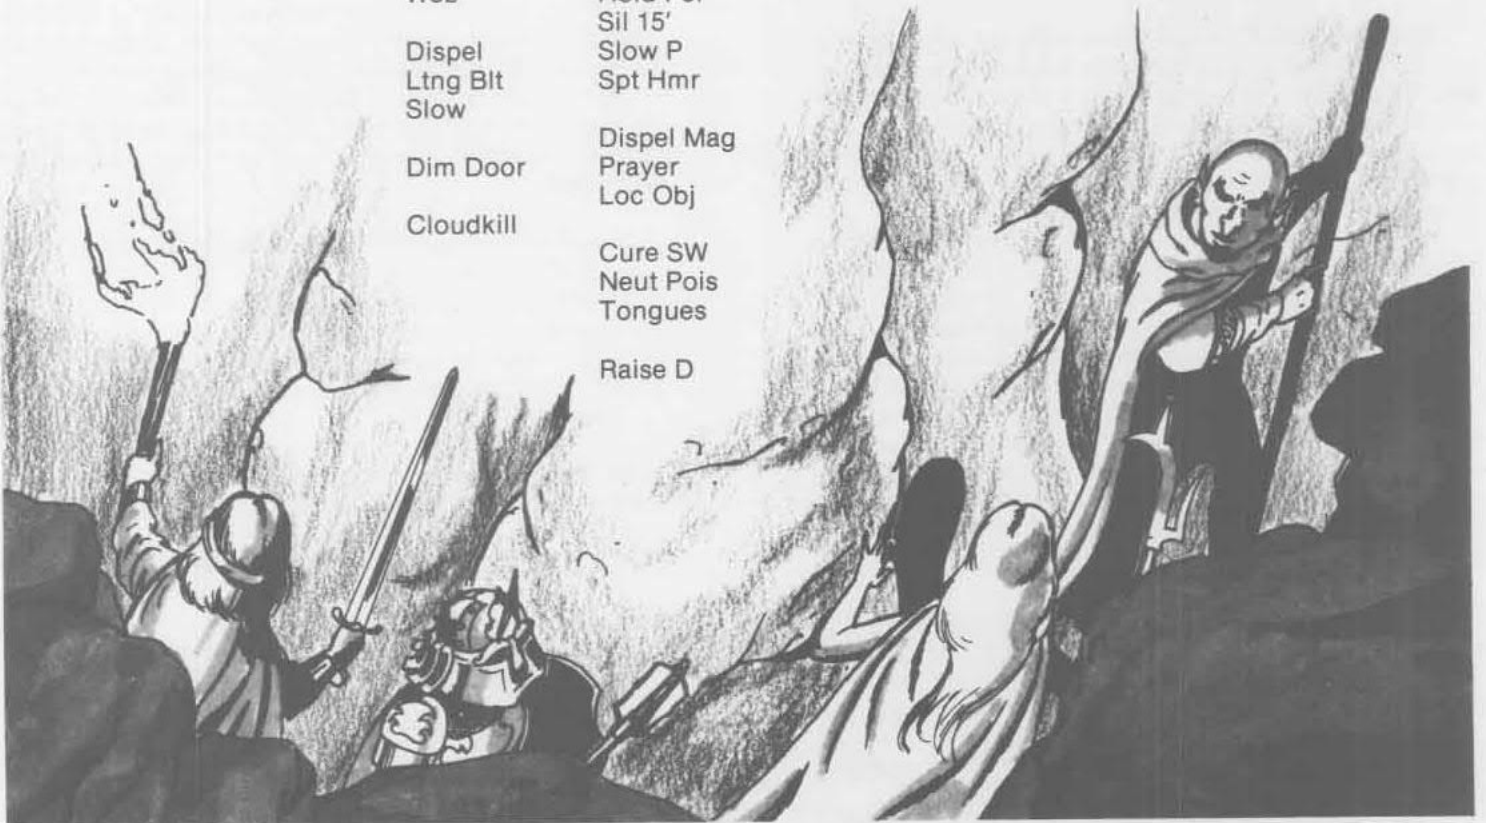 Dispel
Ltng Blt
Slow
Dim Door
Cloudkill
Sil 15′
Slow P
Spt Hmr
Dispel Mag
Prayer
Loc Obj
Cure SW
Neut Pois
Tongues
Raise D